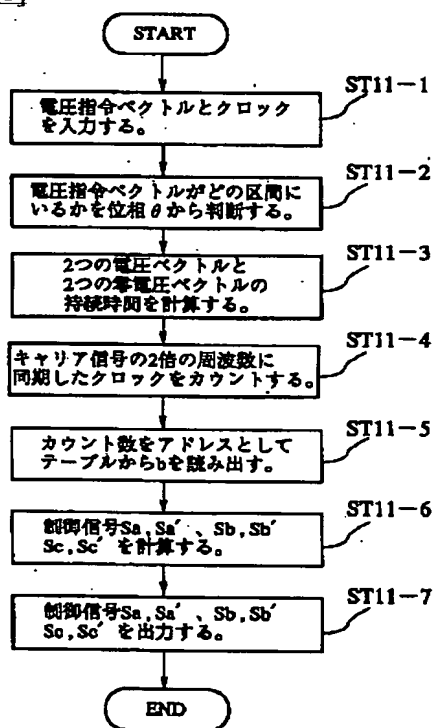 START
ST11-1
電圧指令ベクトルとクロック
を入力する。
ST11-2
電圧指令ベクトルがどの区間に
いるかを位相θから判断する。
ST11-3
2つの電圧ベクトルと
2つの零電圧ベクトルの
持続時間を計算する。
ST11-4
キャリア信号の2倍の周波数に
同期したクロックをカウントする。
ST11-5
カウント数をアドレスとして
テーブルからbを読み出す。
ST11-6
制御信号Sa,Sa′、Sb,Sb′
Sc,Sc′を計算する。
ST11-7
制御信号Sa,Sa′、Sb,Sb′
Sc,Sc′を出力する。
END